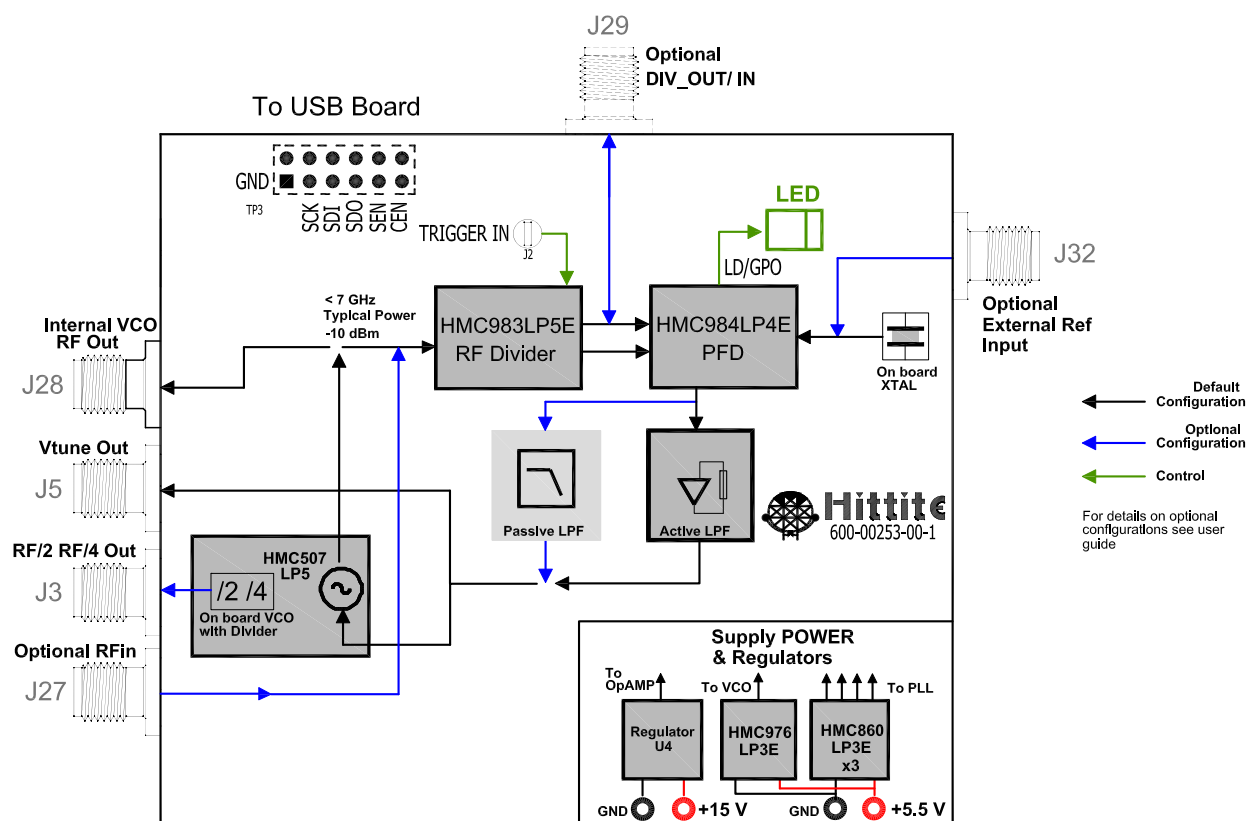 J29
Optional
DIV_OUT/ IN
To USB Board
GND
TP3
SCK
SDI
SDO
SEN
CEN
TRIGGER IN
J2
LED
LD/GPO
J32
Optional
External Ref
Input
< 7 GHz
Typical Power
-10 dBm
Internal VCO
RF Out
J28
HMC983LP5E
RF Divider
HMC984LP4E
PFD
On board
XTAL
Default
Configuration
Optional
Configuration
Control
For details on optional
configurations see user
guide
Vtune Out
J5
Passive LPF
Active LPF
Hittite
600-00253-00-1
RF/2 RF/4 Out
J3
HMC507
LP5
/2 /4
On board VCO
with Divider
Optional RFin
J27
Supply POWER
& Regulators
To
OpAMP
To VCO
To PLL
Regulator
U4
HMC976
LP3E
HMC860
LP3E
x3
GND
+15 V
GND
+5.5 V